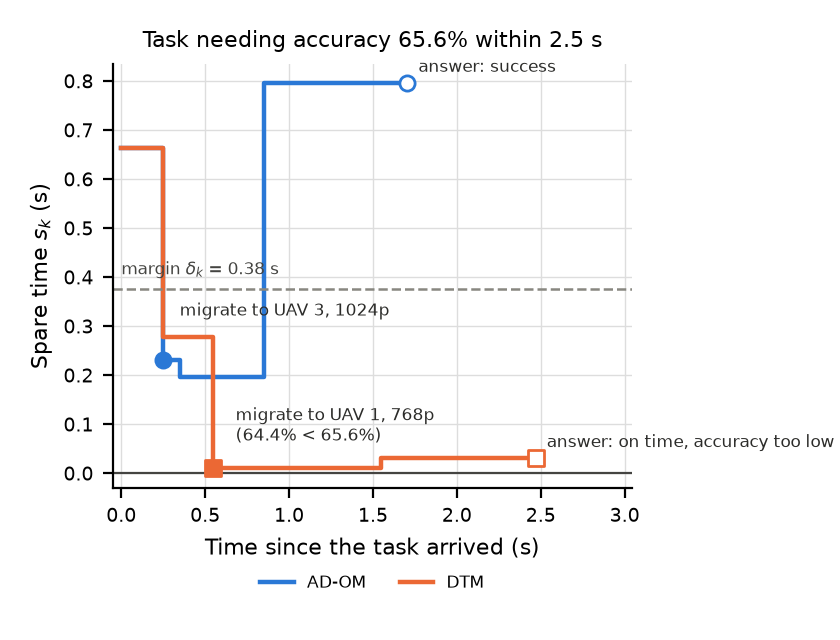 Task needing accuracy 65.6% within 2.5 s
answer: success
0.8
0.7
0.6
0.5
0.4
0.3
0.2
0.1
0.0
Spare time s_k (s)
margin δ_k = 0.38 s
migrate to UAV 3, 1024p
migrate to UAV 1, 768p
(64.4% < 65.6%)
answer: on time, accuracy too low
0.0 0.5 1.0 1.5 2.0 2.5 3.0
Time since the task arrived (s)
AD-OM DTM